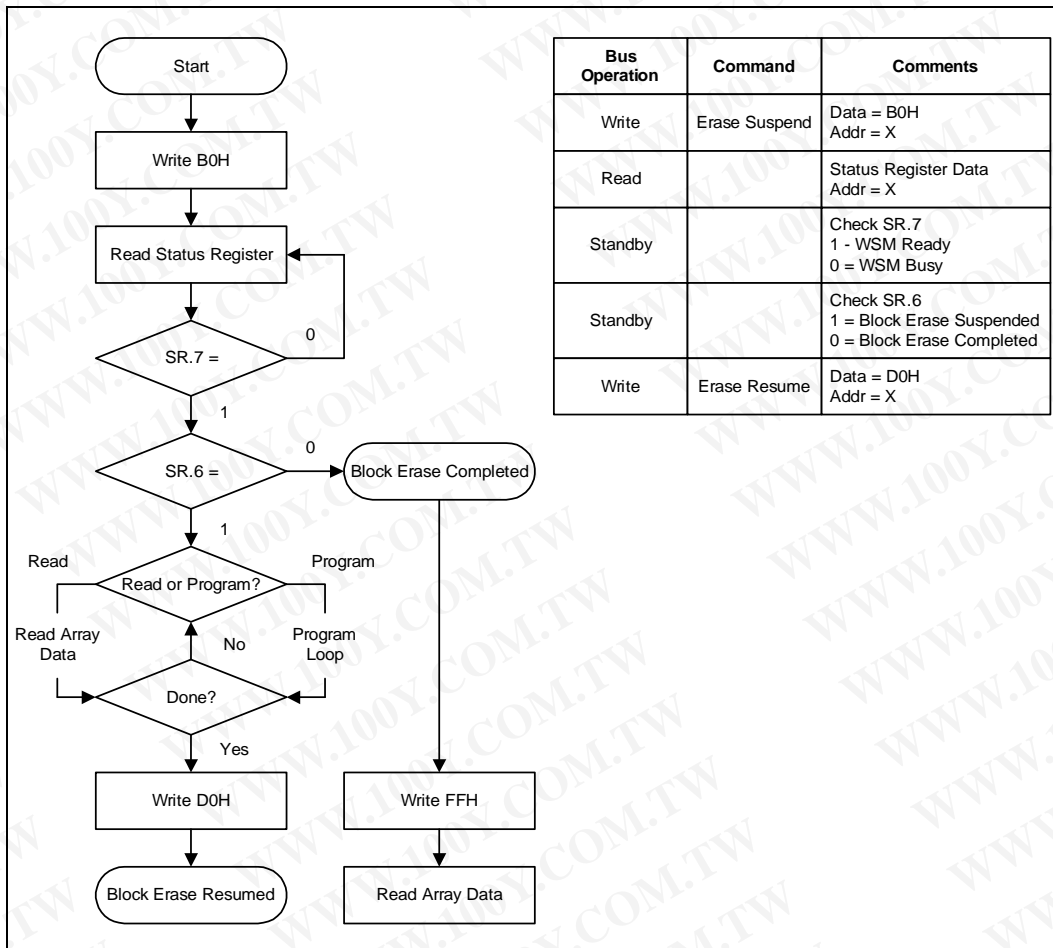 Start
Write B0H
Read Status Register
SR.7 =
0
1
SR.6 =
0
Block Erase Completed
1
Read
Program
Read or Program?
Read Array
Data
No
Program
Loop
Done?
Yes
Write D0H
Write FFH
Block Erase Resumed
Read Array Data
Bus
Operation
Command
Comments
Write
Erase Suspend
Data = B0H
Addr = X
Read
Status Register Data
Addr = X
Standby
Check SR.7
1 - WSM Ready
0 = WSM Busy
Standby
Check SR.6
1 = Block Erase Suspended
0 = Block Erase Completed
Write
Erase Resume
Data = D0H
Addr = X
WWW.100Y.COM.TW